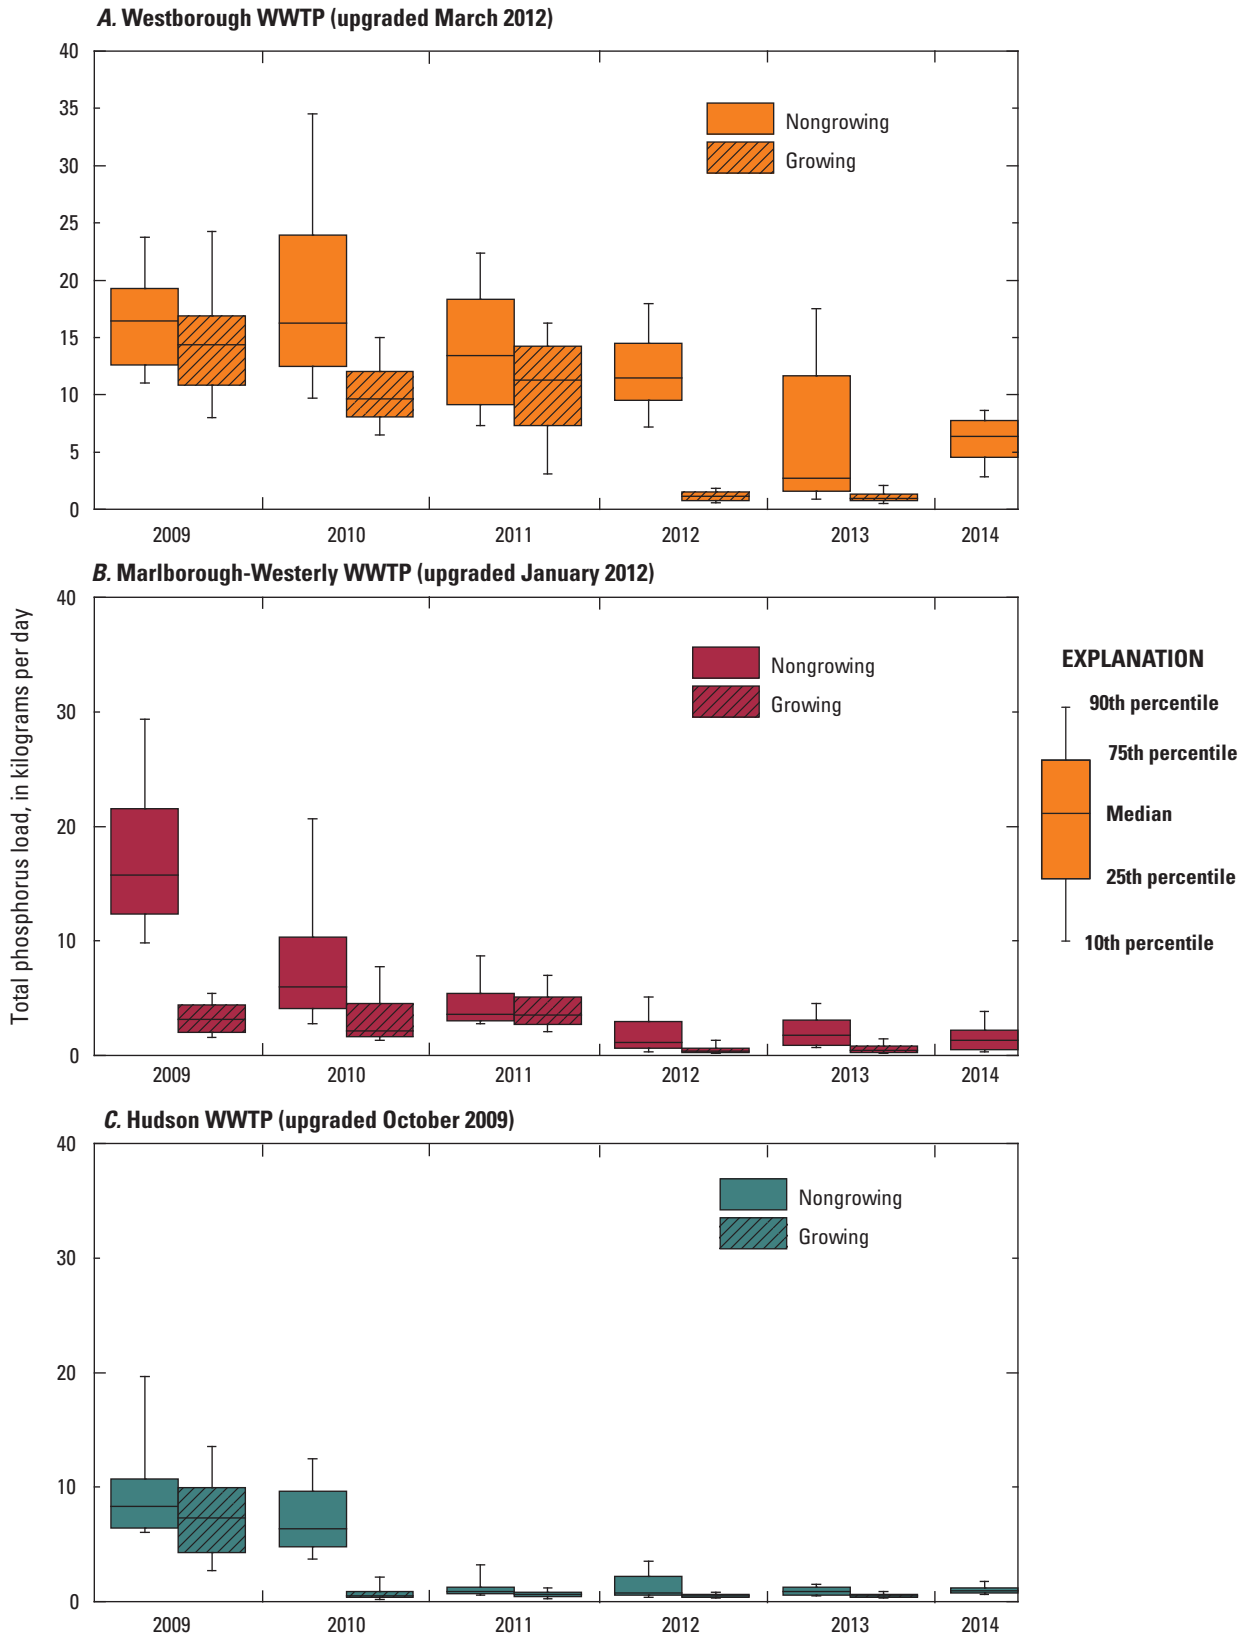 A. Westborough WWTP (upgraded March 2012)
40
35
30
25
20
15
10
5
0
Nongrowing
Growing
2009 2010 2011 2012 2013 2014
B. Marlborough-Westerly WWTP (upgraded January 2012)
40
30
20
10
0
Nongrowing
Growing
2009 2010 2011 2012 2013 2014
Total phosphorus load, in kilograms per day
EXPLANATION
90th percentile
75th percentile
Median
25th percentile
10th percentile
C. Hudson WWTP (upgraded October 2009)
40
30
20
10
0
Nongrowing
Growing
2009 2010 2011 2012 2013 2014